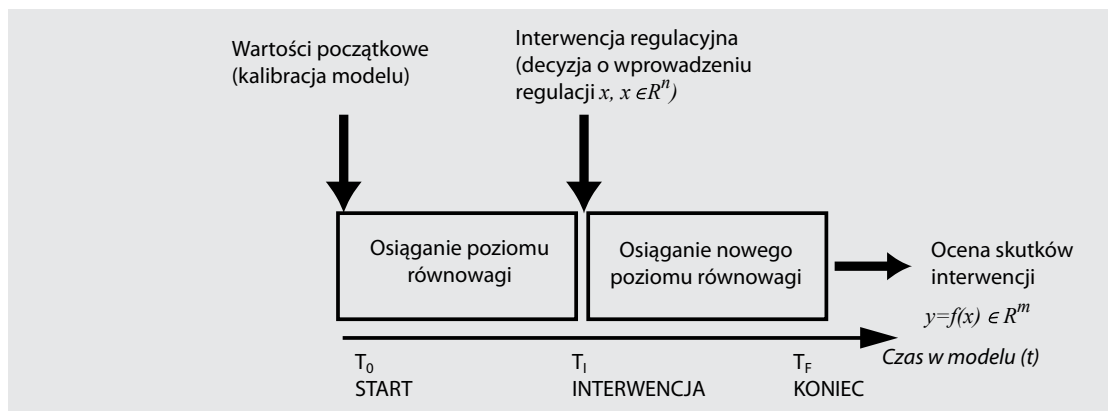 Wartości początkowe
(kalibracja modelu)
Interwencja regulacyjna
(decyzja o wprowadzeniu
regulacji x, x ∈Rⁿ)
Osiąganie poziomu
równowagi
Osiąganie nowego
poziomu równowagi
Ocena skutków
interwencji
y=f(x) ∈ Rᵐ
Czas w modelu (t)
T₀
START
Tᵢ
INTERWENCJA
T_F
KONIEC